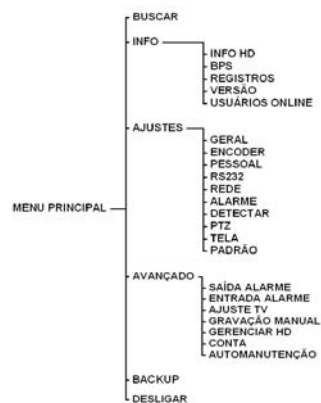 BUSCAR
INFO
INFO HD
BPS
REGISTROS
VERSÃO
USUÁRIOS ONLINE
AJUSTES
GERAL
ENCODER
PESSOAL
RS232
REDE
ALARME
DETECTAR
PTZ
TELA
PADRÃO
MENU PRINCIPAL
AVANÇADO
SAÍDA ALARME
ENTRADA ALARME
AJUSTE TV
GRAVAÇÃO MANUAL
GERENCIAR HD
CONTA
AUTOMANUTENÇÃO
BACKUP
DESLIGAR